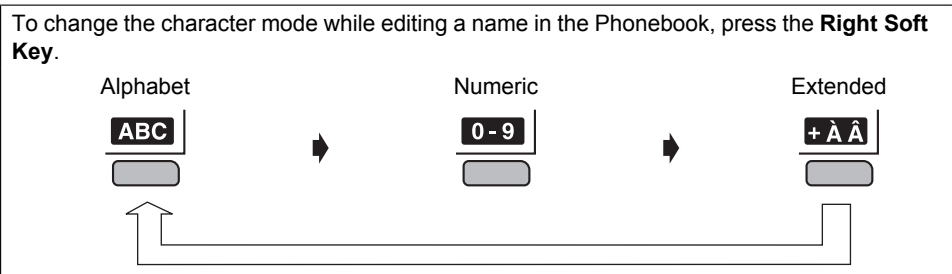 To change the character mode while editing a name in the Phonebook, press the Right Soft
Key.
Alphabet Numeric Extended
ABC 0-9 + À Â